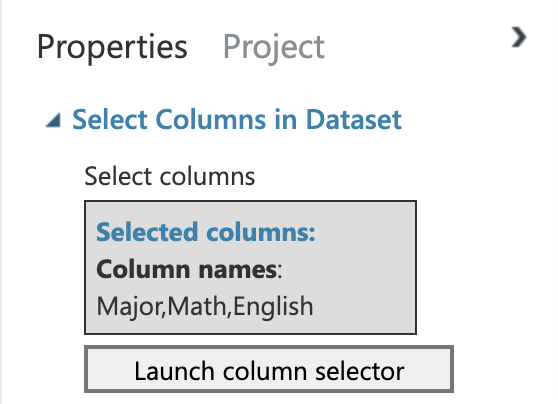 Properties Project
Select Columns in Dataset
Select columns
Selected columns:
Column names:
Major,Math,English
Launch column selector